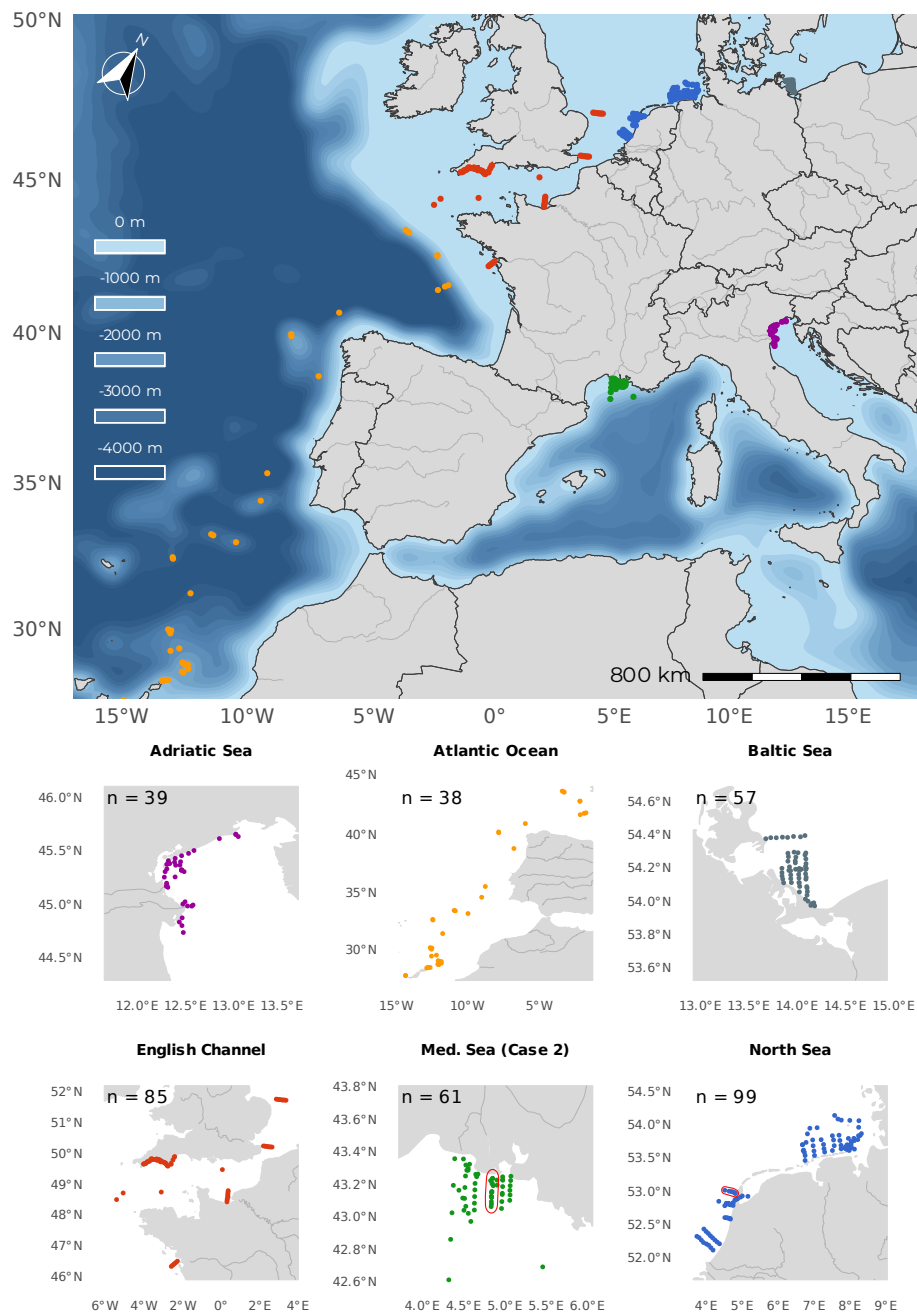 50°N
N
45°N
0 m
-1000 m
40°N
-2000 m
-3000 m
-4000 m
35°N
30°N
800 km
15°W 10°W 5°W 0°E 5°E 10°E 15°E
Adriatic Sea Atlantic Ocean Baltic Sea
n = 39
46.0°N
45.5°N
45.0°N
44.5°N
12.0°E 12.5°E 13.0°E 13.5°E
n = 38
45°N
40°N
35°N
30°N
15°W 10°W 5°W
n = 57
54.6°N
54.4°N
54.2°N
54.0°N
53.8°N
53.6°N
13.0°E 13.5°E 14.0°E 14.5°E 15.0°E
English Channel Med. Sea (Case 2) North Sea
n = 85
52°N
51°N
50°N
49°N
48°N
47°N
46°N
6°W 4°W 2°W 0°E 2°E 4°E
n = 61
43.8°N
43.6°N
43.4°N
43.2°N
43.0°N
42.8°N
42.6°N
4.0°E 4.5°E 5.0°E 5.5°E 6.0°E
n = 99
54.5°N
54.0°N
53.5°N
53.0°N
52.5°N
52.0°N
4°E 5°E 6°E 7°E 8°E 9°E